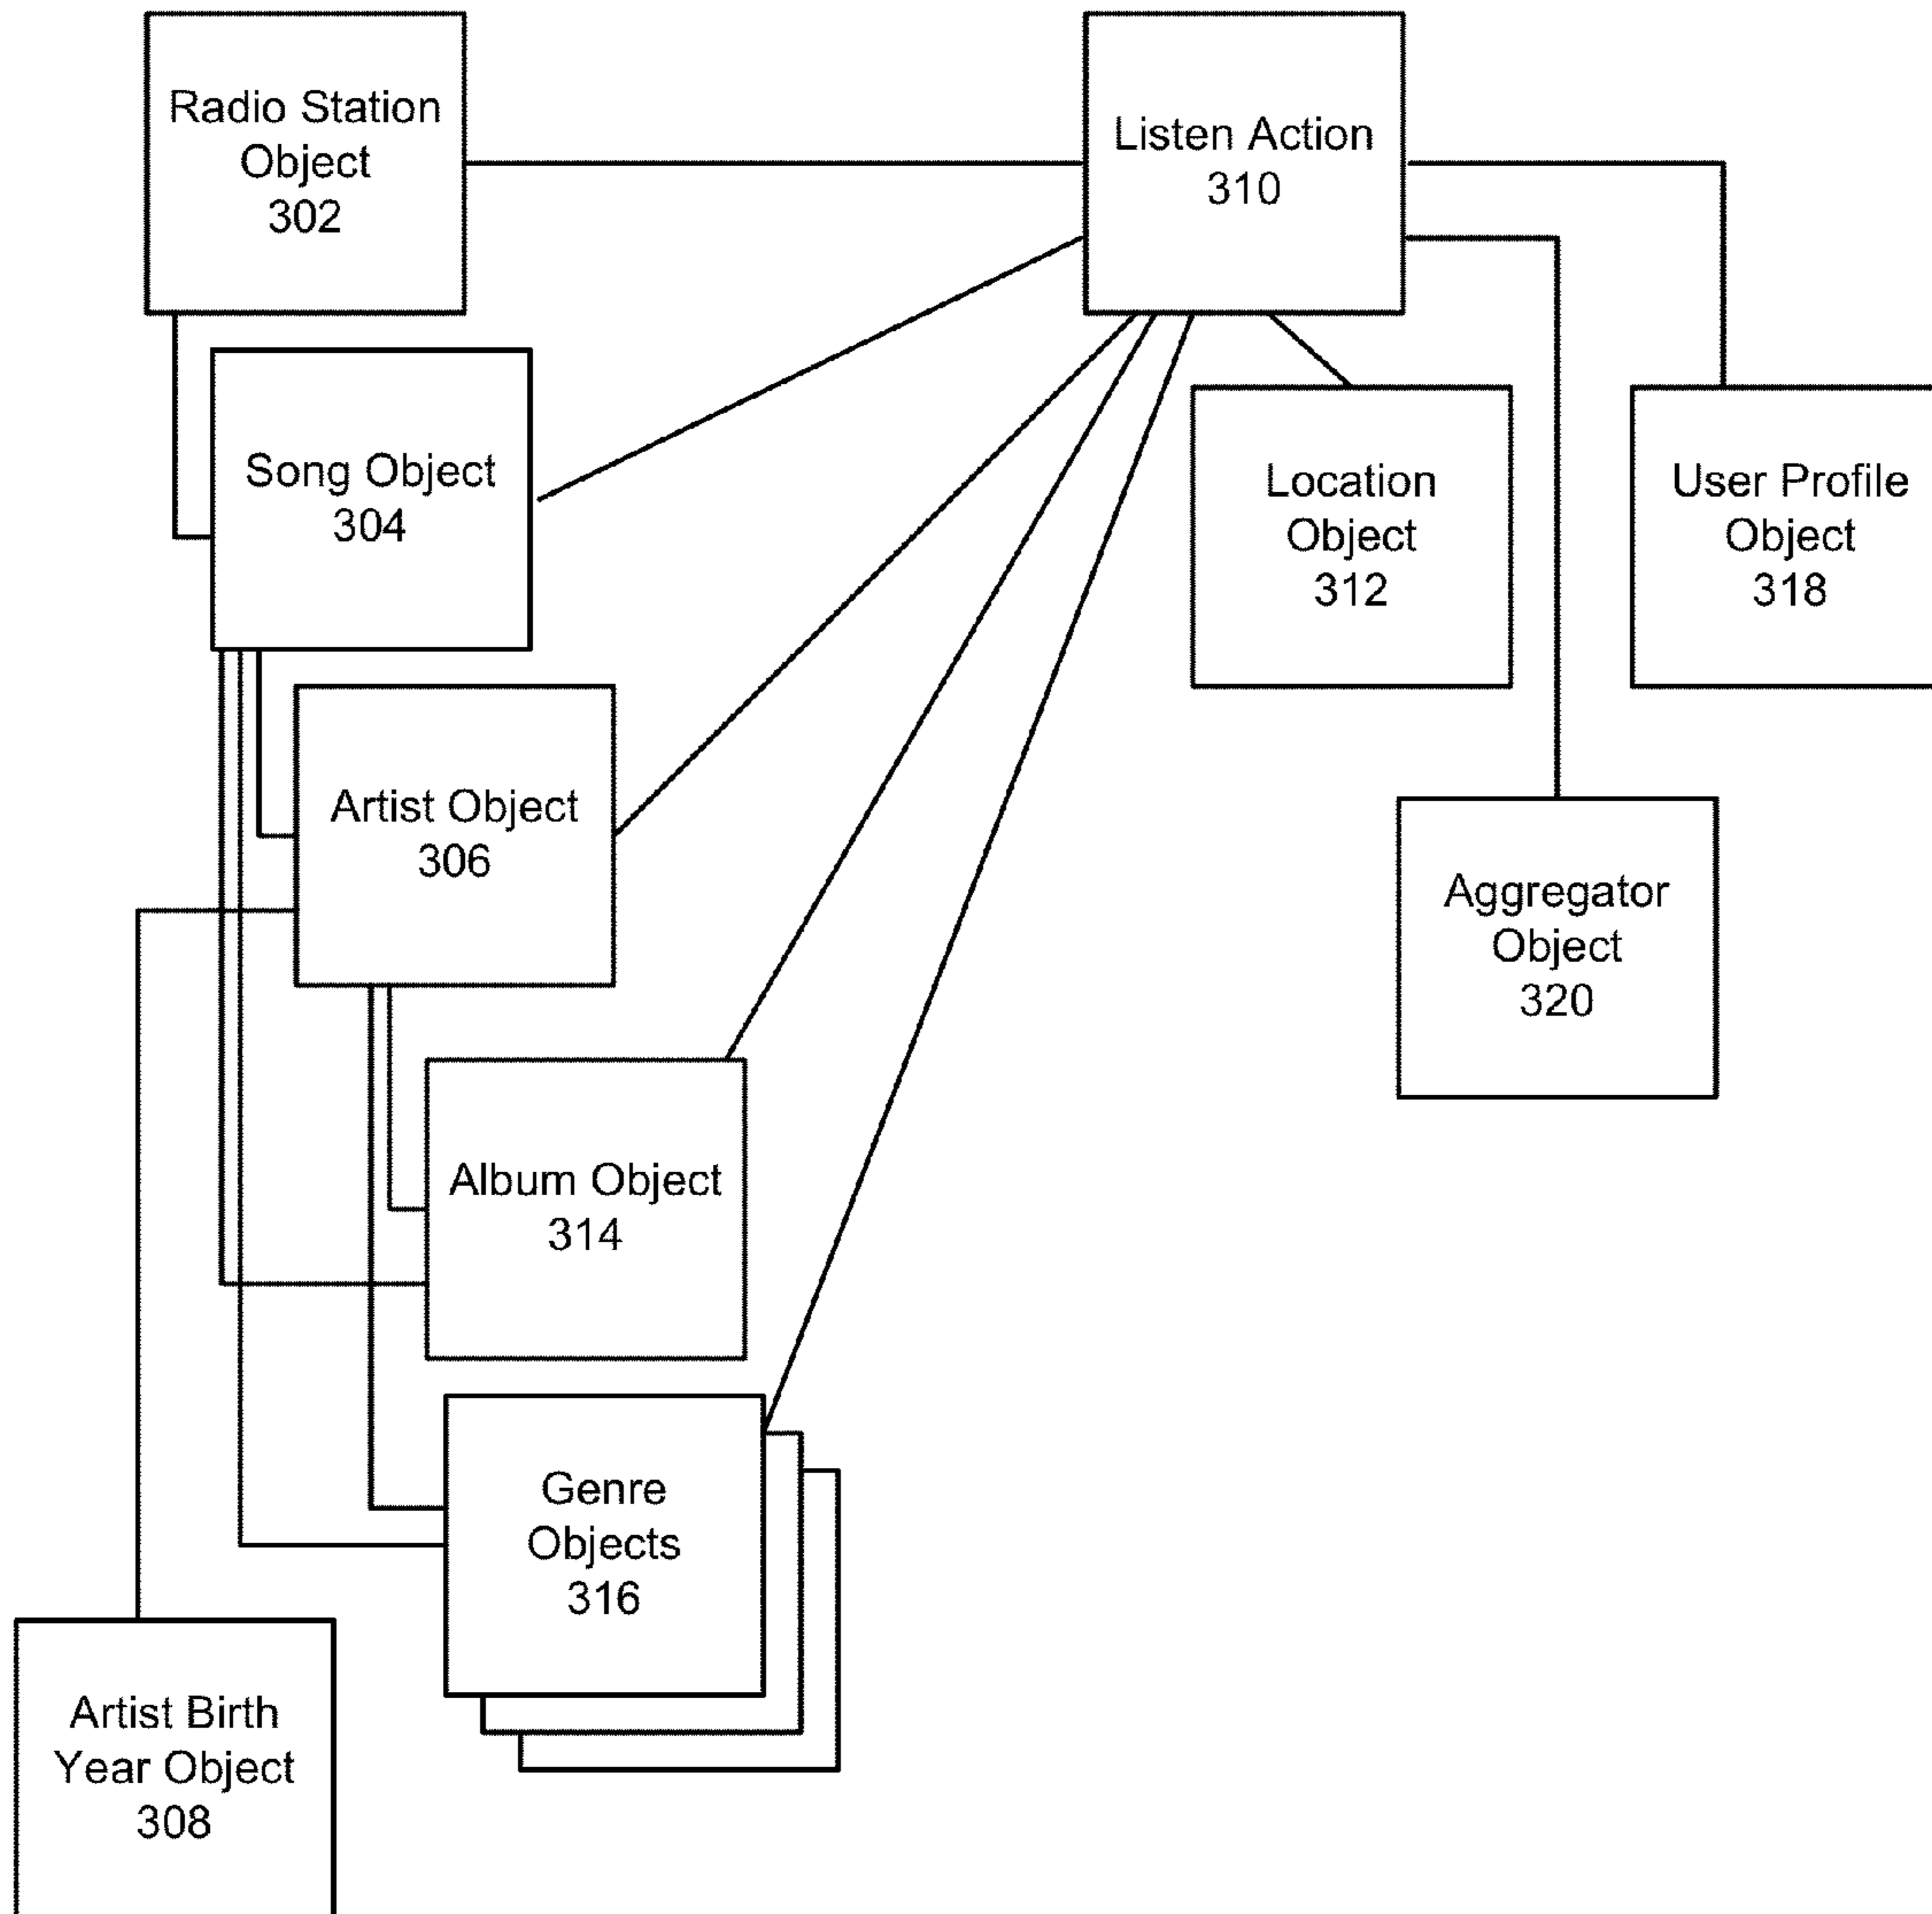 Radio Station
Object
302
Listen Action
310
Song Object
304
Location
Object
312
User Profile
Object
318
Artist Object
306
Aggregator
Object
320
Album Object
314
Genre
Objects
316
Artist Birth
Year Object
308